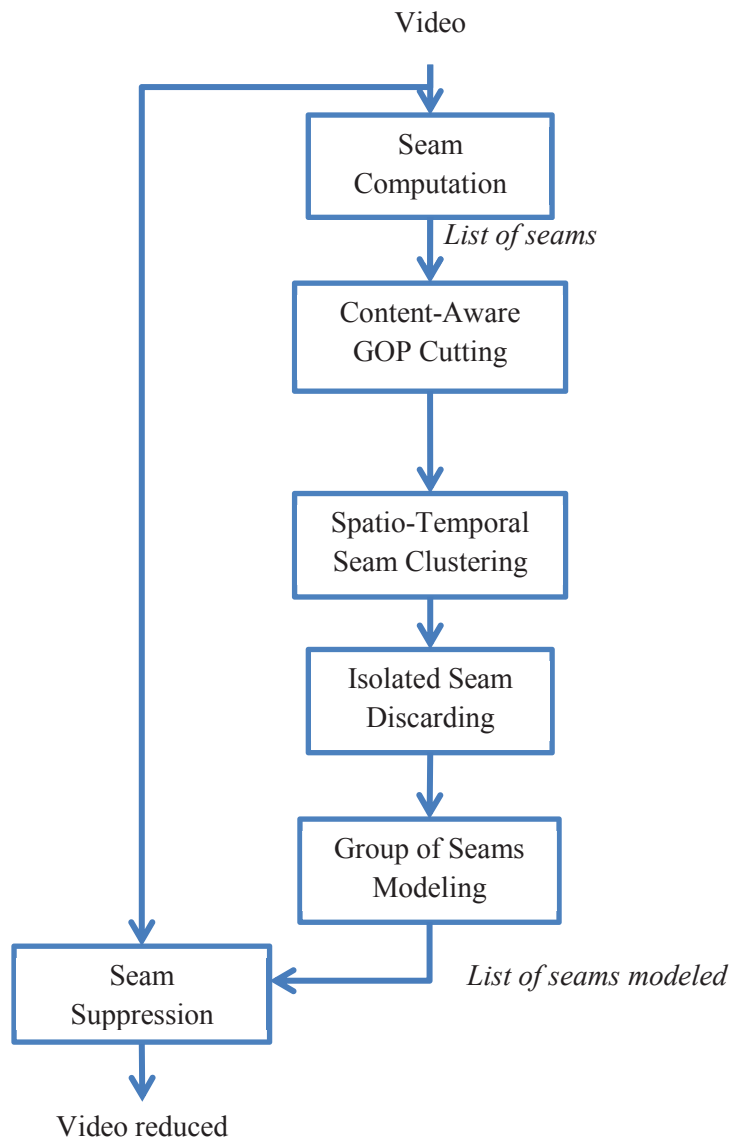 Video
Seam
Computation
List of seams
Content-Aware
GOP Cutting
Spatio-Temporal
Seam Clustering
Isolated Seam
Discarding
Group of Seams
Modeling
List of seams modeled
Seam
Suppression
Video reduced